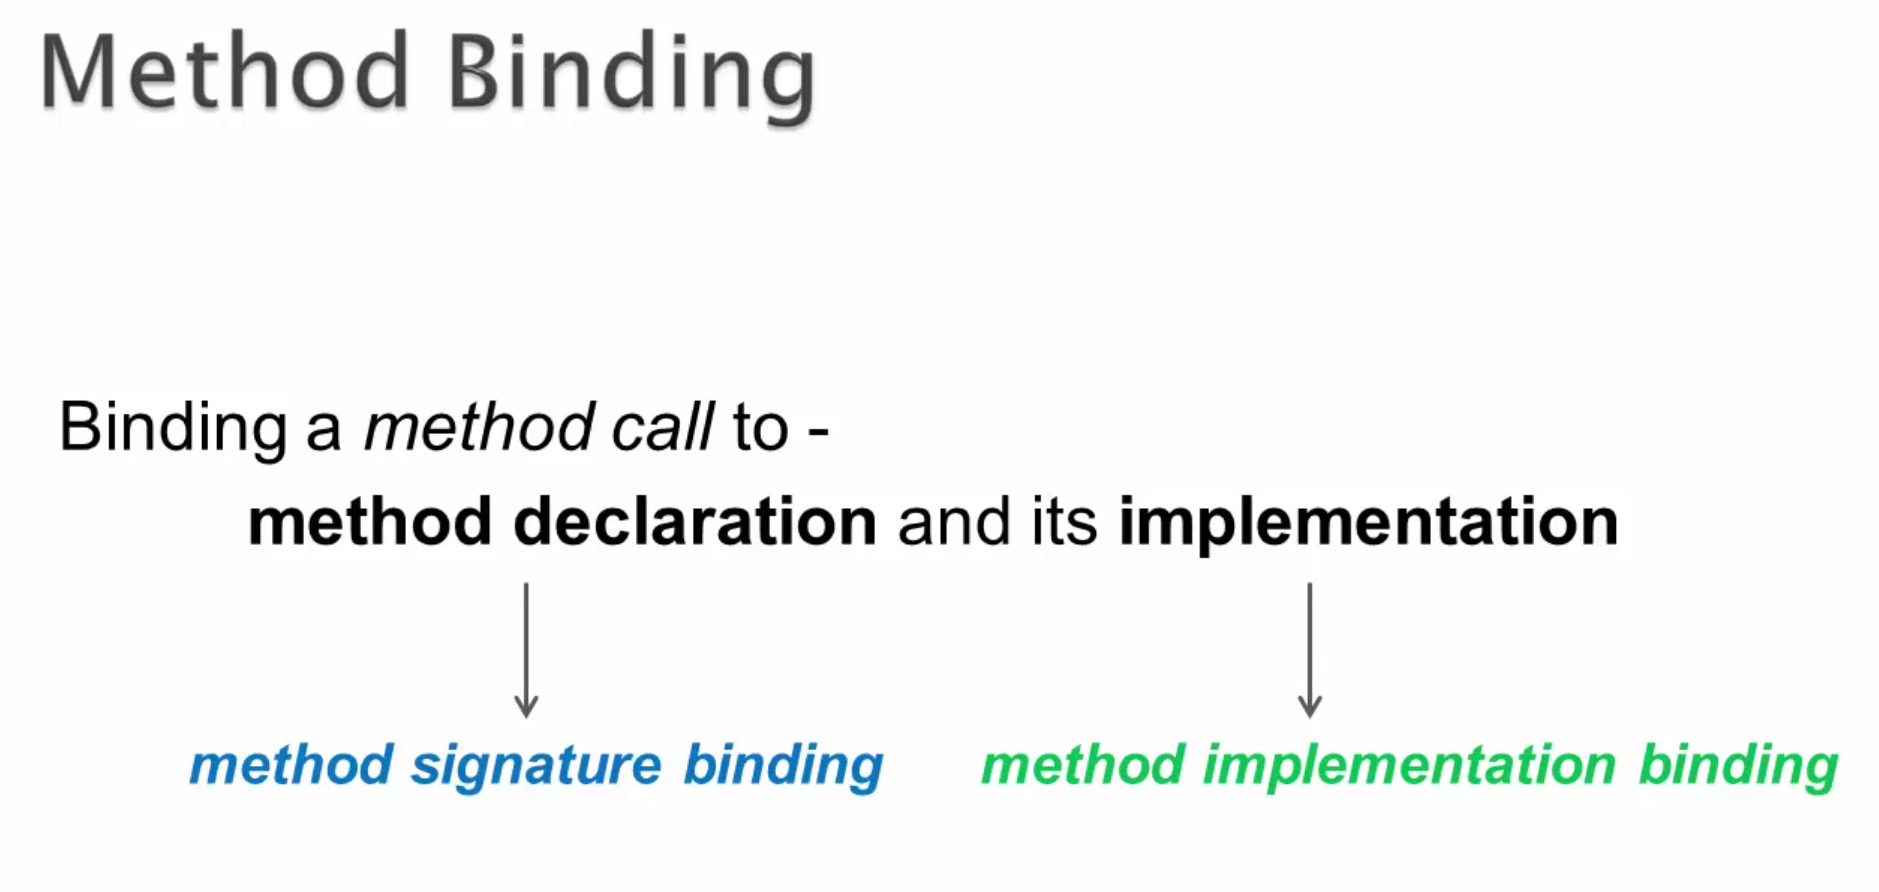 Method Binding
Binding a method call to -
method declaration and its implementation
method signature binding
method implementation binding